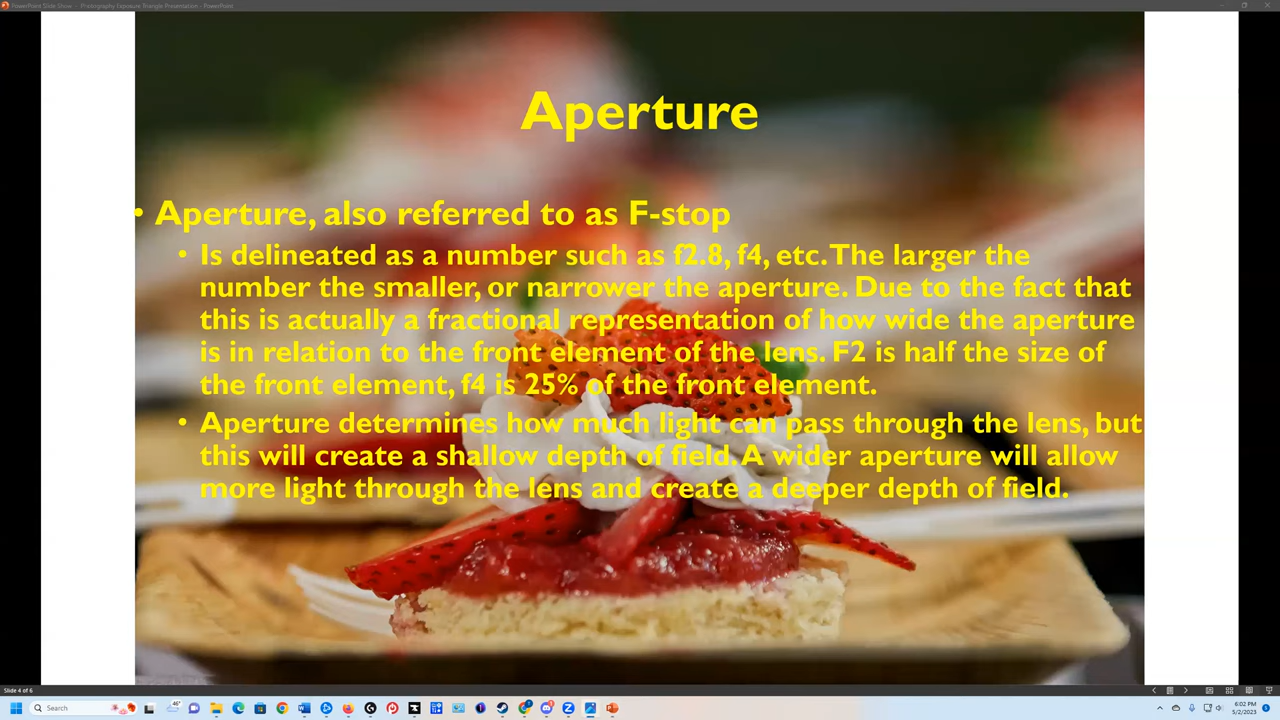 PowerPoint Slide Show - Photography Exposure Triangle Presentation - PowerPoint
Aperture
• Aperture, also referred to as F-stop
• Is delineated as a number such as f2.8, f4, etc. The larger the
number the smaller, or narrower the aperture. Due to the fact that
this is actually a fractional representation of how wide the aperture
is in relation to the front element of the lens. F2 is half the size of
the front element, f4 is 25% of the front element.
• Aperture determines how much light can pass through the lens, but
this will create a shallow depth of field. A wider aperture will allow
more light through the lens and create a deeper depth of field.
Slide 4 of 6
Search
46°
6:02 PM
5/2/2023